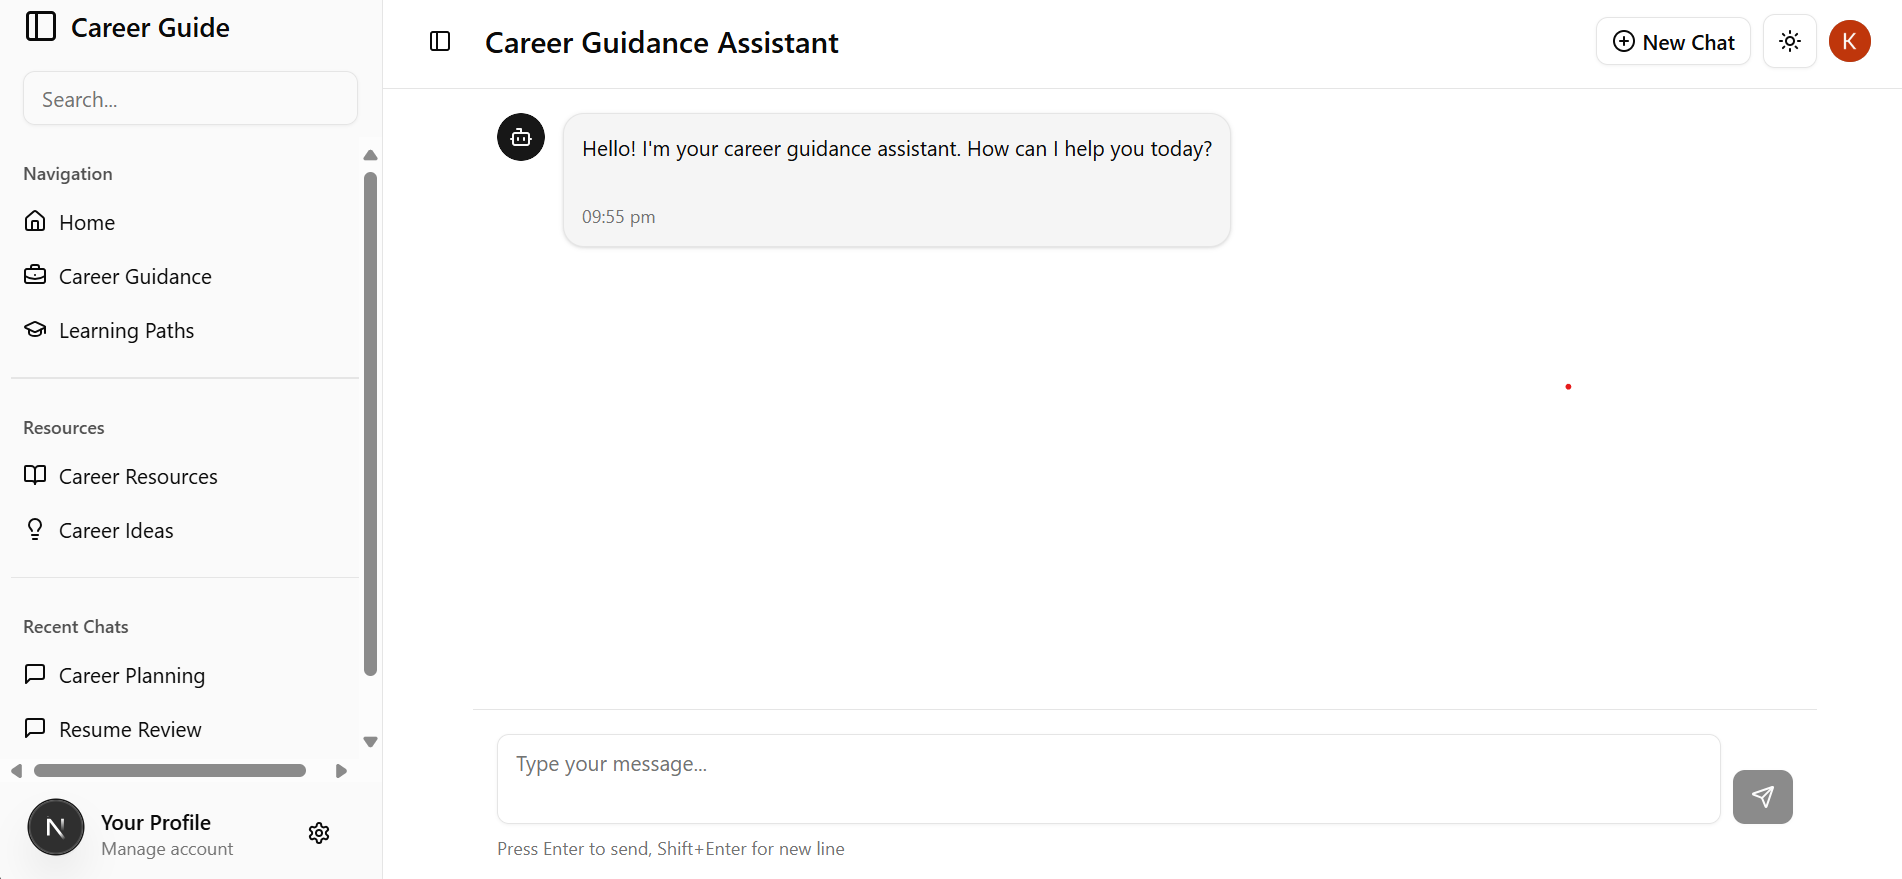 Career Guide
Search...
Navigation
Home
Career Guidance
Learning Paths
Resources
Career Resources
Career Ideas
Recent Chats
Career Planning
Resume Review
N
Your Profile
Manage account
Career Guidance Assistant
New Chat
K
Hello! I'm your career guidance assistant. How can I help you today?
09:55 pm
Type your message...
Press Enter to send, Shift+Enter for new line